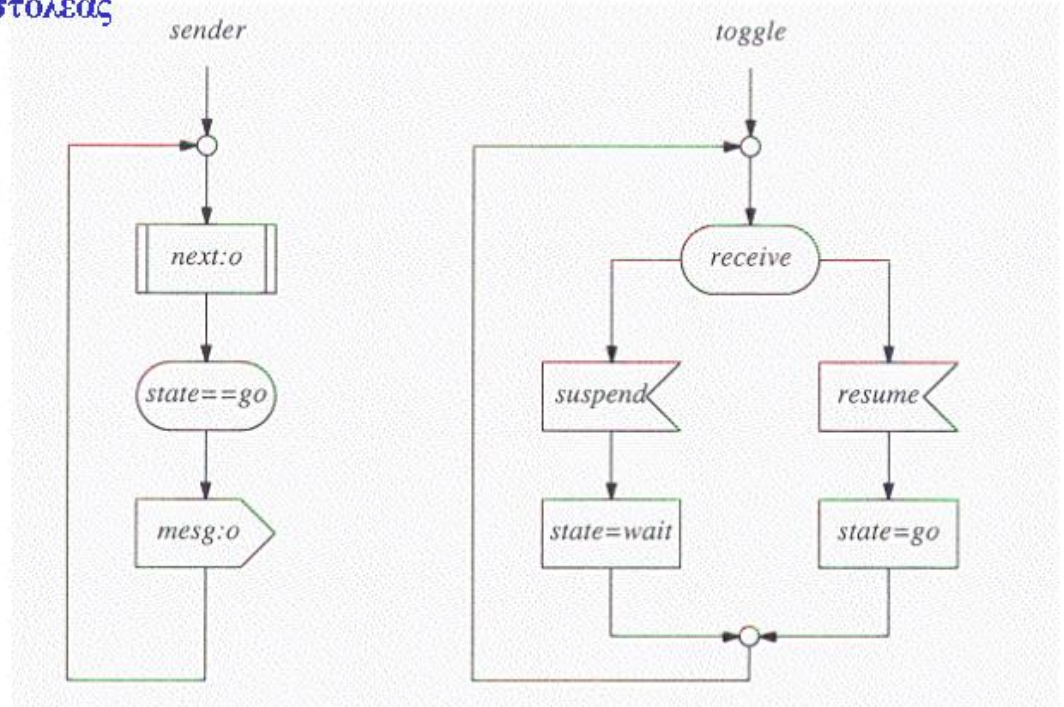 sender
next:o
state==go
mesg:o
toggle
receive
suspend
resume
state=wait
state=go